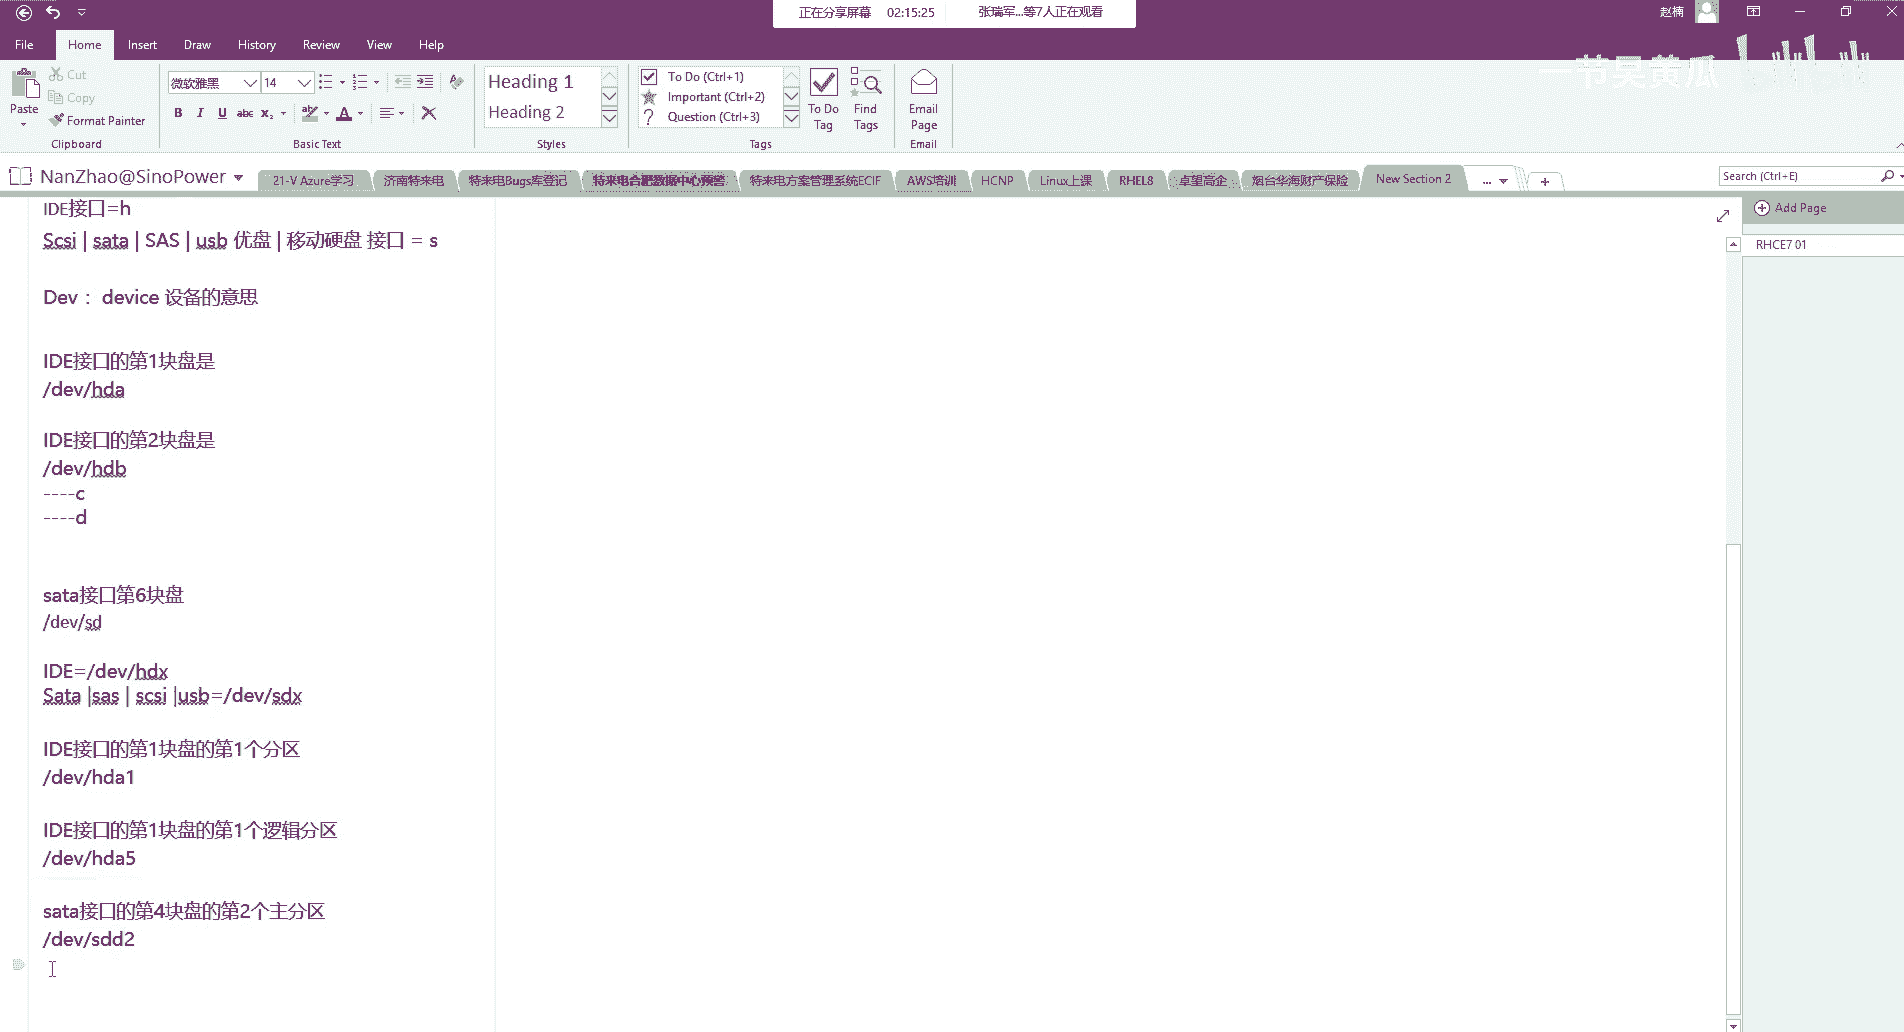 正在分享屏幕 02:15:25 张瑞军...等7人正在观看
赵楠
File Home Insert Draw History Review View Help
Paste
Cut
Copy
Format Painter
Clipboard
微软雅黑 14
B I U abc x₂ A
Basic Text
Heading 1
Heading 2
Styles
To Do (Ctrl+1)
Important (Ctrl+2)
? Question (Ctrl+3)
To Do Tag
Find Tags
Tags
Email Page
Email
NanZhao@SinoPower
21-V Azure学习 济南特来电 特来电Bugs库登记 特来电合肥数据中心预警 特来电方案管理系统ECIF AWS培训 HCNP Linux上课 RHEL8 卓望高企 烟台华海财产保险 New Section 2 ... +
Search (Ctrl+E)
Add Page
RHCE7 01
IDE接口=h
Scsi | sata | SAS | usb 优盘 | 移动硬盘 接口 = s
Dev： device 设备的意思
IDE接口的第1块盘是
/dev/hda
IDE接口的第2块盘是
/dev/hdb
----c
----d
sata接口第6块盘
/dev/sd
IDE=/dev/hdx
Sata |sas | scsi |usb=/dev/sdx
IDE接口的第1块盘的第1个分区
/dev/hda1
IDE接口的第1块盘的第1个逻辑分区
/dev/hda5
sata接口的第4块盘的第2个主分区
/dev/sdd2